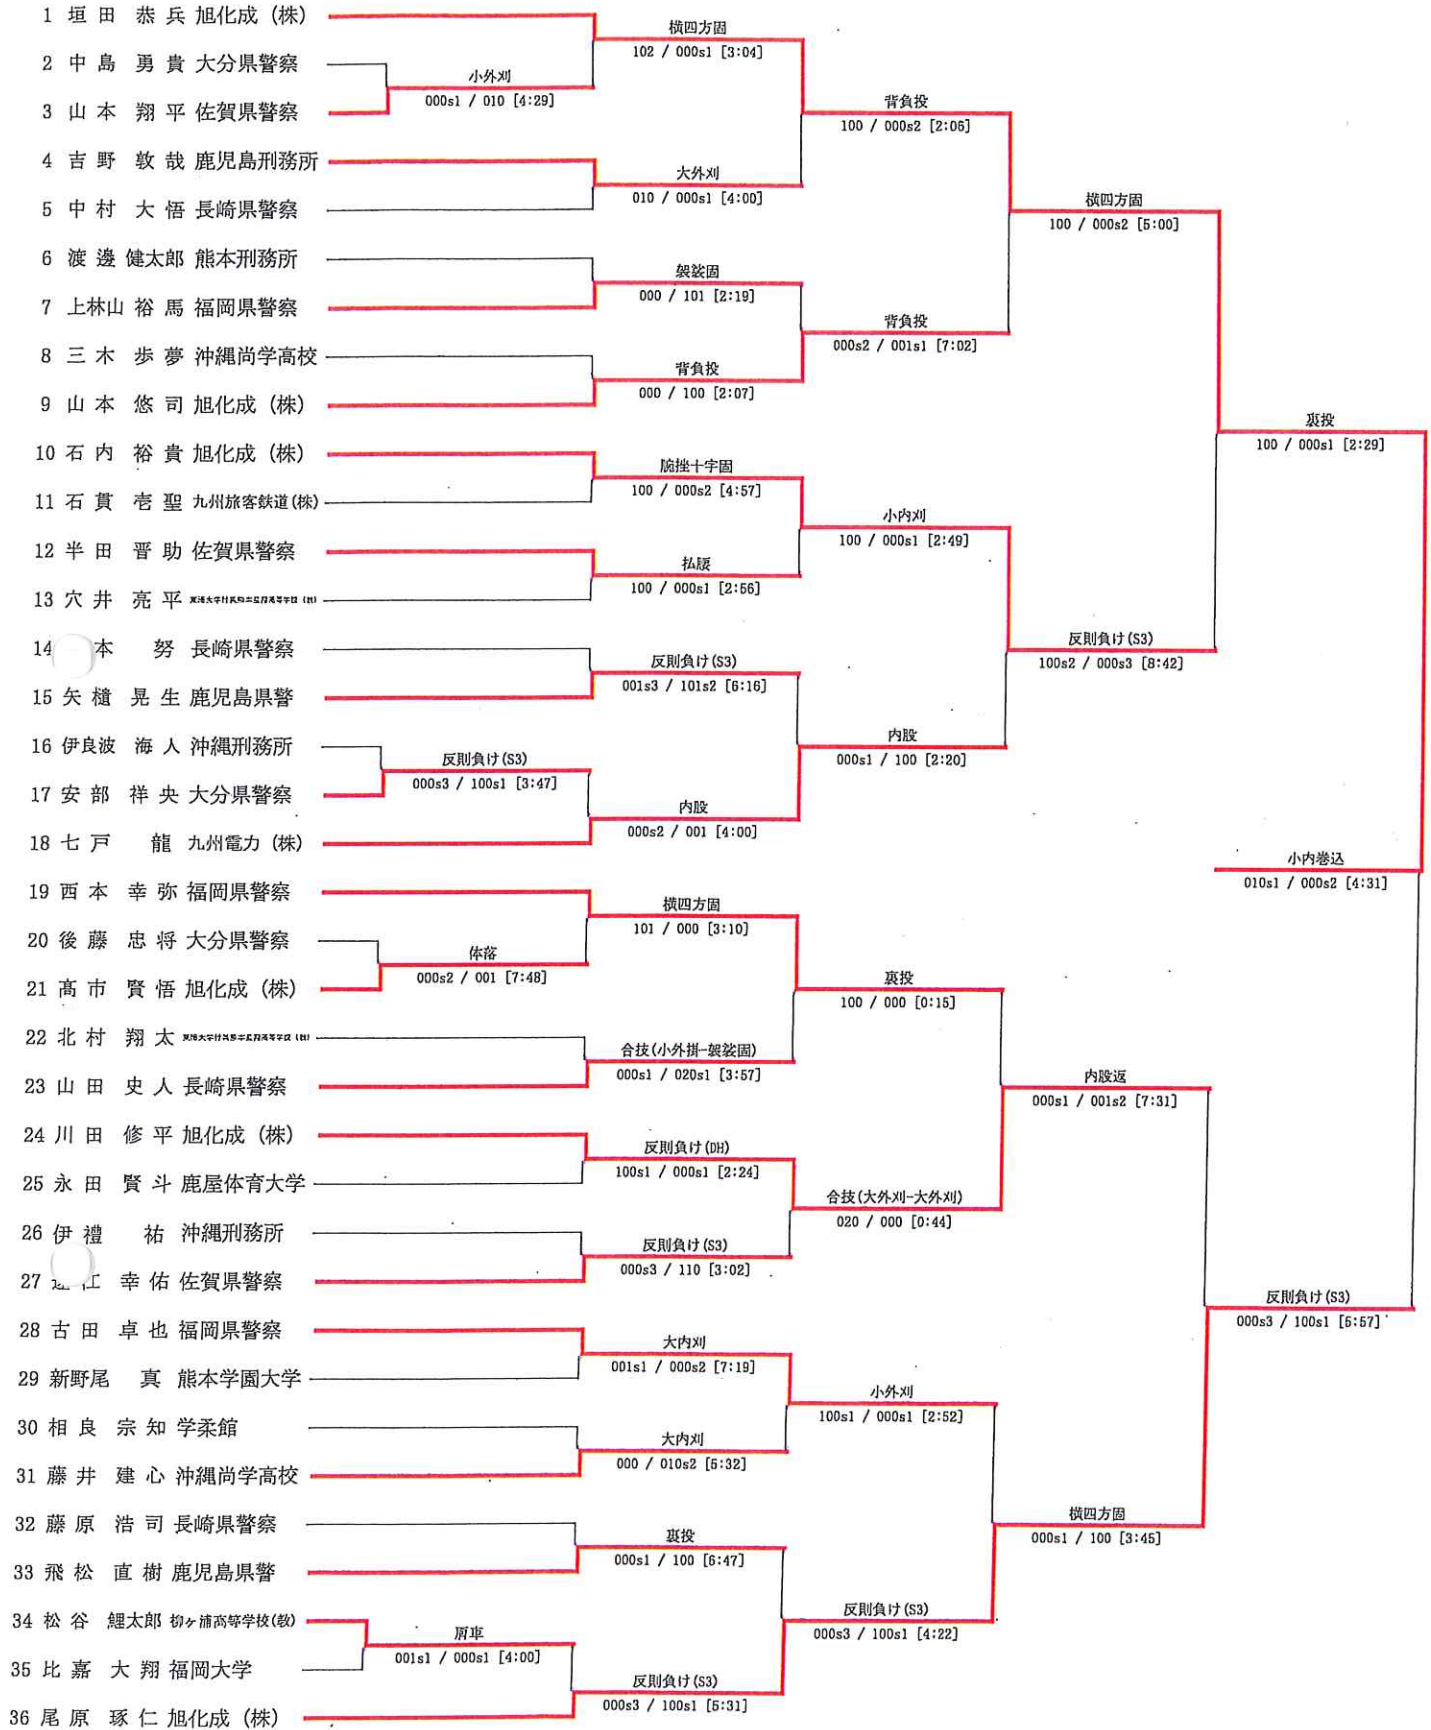 1 垣田 恭兵 旭化成（株）
横四方固
102 / 000s1 [3:04]
2 中島 勇貴 大分県警察
小外刈
000s1 / 010 [4:29]
3 山本 翔平 佐賀県警察
背負投
100 / 000s2 [2:06]
4 吉野 敦哉 鹿児島刑務所
大外刈
010 / 000s1 [4:00]
5 中村 大悟 長崎県警察
横四方固
100 / 000s2 [5:00]
6 渡邊 健太郎 熊本刑務所
袈裟固
000 / 101 [2:19]
7 上林山 裕馬 福岡県警察
背負投
000s2 / 001s1 [7:02]
8 三木 歩夢 沖縄尚学高校
背負投
000 / 100 [2:07]
9 山本 悠司 旭化成（株）
裏投
100 / 000s1 [2:29]
10 石内 裕貴 旭化成（株）
腕挫十字固
100 / 000s2 [4:57]
11 石貫 壱聖 九州旅客鉄道（株）
小内刈
100 / 000s1 [2:49]
12 半田 晋助 佐賀県警察
払腰
100 / 000s1 [2:56]
13 穴井 亮平
14 本 努 長崎県警察
反則負け(S3)
100s2 / 000s3 [8:42]
反則負け(S3)
001s3 / 101s2 [6:16]
15 矢樋 晃生 鹿児島県警
16 伊良波 海人 沖縄刑務所
内股
000s1 / 100 [2:20]
反則負け(S3)
000s3 / 100s1 [3:47]
17 安部 祥央 大分県警察
内股
000s2 / 001 [4:00]
18 七戸 龍 九州電力（株）
小内巻込
010s1 / 000s2 [4:31]
19 西本 幸弥 福岡県警察
横四方固
101 / 000 [3:10]
20 後藤 忠将 大分県警察
体落
000s2 / 001 [7:48]
21 髙市 賢悟 旭化成（株）
裏投
100 / 000 [0:15]
22 北村 翔太
合技(小外掛-袈裟固)
000s1 / 020s1 [3:57]
23 山田 史人 長崎県警察
内股返
000s1 / 001s2 [7:31]
24 川田 修平 旭化成（株）
反則負け(DH)
100s1 / 000s1 [2:24]
25 永田 賢斗 鹿屋体育大学
合技(大外刈-大外刈)
020 / 000 [0:44]
26 伊禮 祐 沖縄刑務所
反則負け(S3)
000s3 / 110 [3:02]
27 江 幸佑 佐賀県警察
反則負け(S3)
000s3 / 100s1 [5:57]
28 古田 卓也 福岡県警察
大内刈
001s1 / 000s2 [7:19]
29 新野尾 真 熊本学園大学
小外刈
100s1 / 000s1 [2:52]
30 相良 宗知 学柔館
大内刈
000 / 010s2 [5:32]
31 藤井 建心 沖縄尚学高校
横四方固
000s1 / 100 [3:45]
32 藤原 浩司 長崎県警察
裏投
000s1 / 100 [6:47]
33 飛松 直樹 鹿児島県警
34 松谷 鯉太郎 柳ヶ浦高等学校(教)
反則負け(S3)
000s3 / 100s1 [4:22]
肩車
001s1 / 000s1 [4:00]
35 比嘉 大翔 福岡大学
反則負け(S3)
000s3 / 100s1 [5:31]
36 尾原 琢仁 旭化成（株）